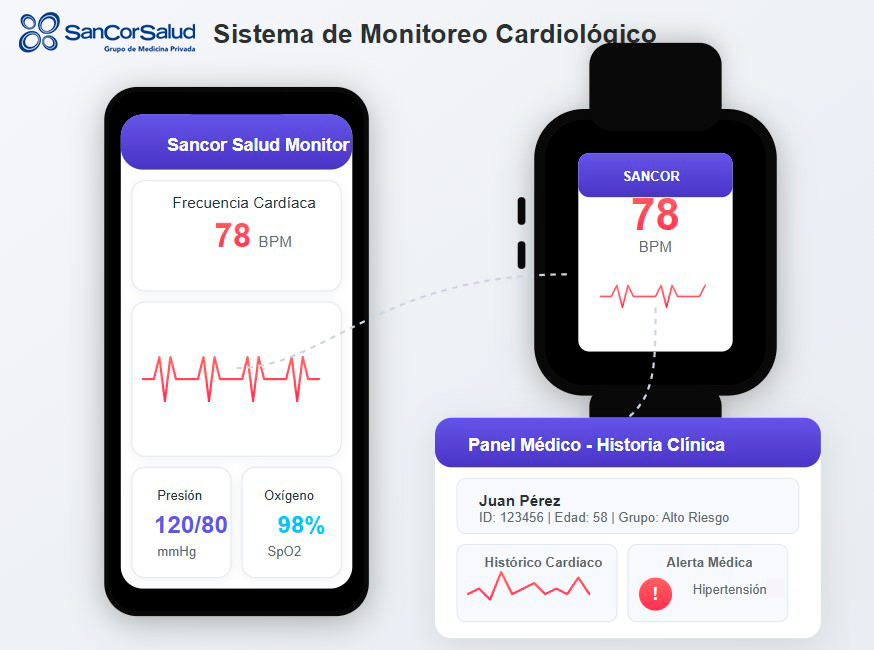 SanCorSalud
Grupo de Medicina Privada
Sistema de Monitoreo Cardiológico
Sancor Salud Monitor
Frecuencia Cardíaca
78 BPM
Presión
120/80
mmHg
Oxígeno
98%
SpO2
SANCOR
78
BPM
Panel Médico - Historia Clínica
Juan Pérez
ID: 123456 | Edad: 58 | Grupo: Alto Riesgo
Histórico Cardiaco
Alerta Médica
!
Hipertensión